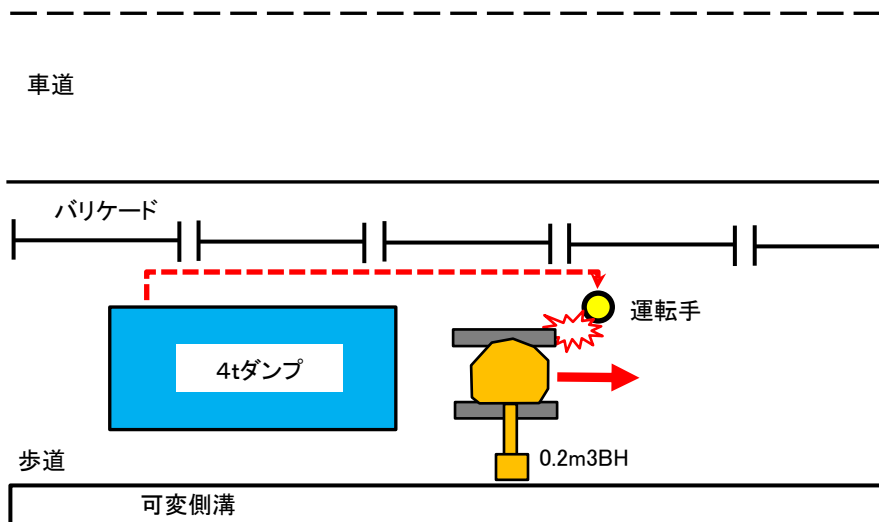 車道
バリケード
運転手
4tダンプ
0.2m3BH
歩道
可変側溝